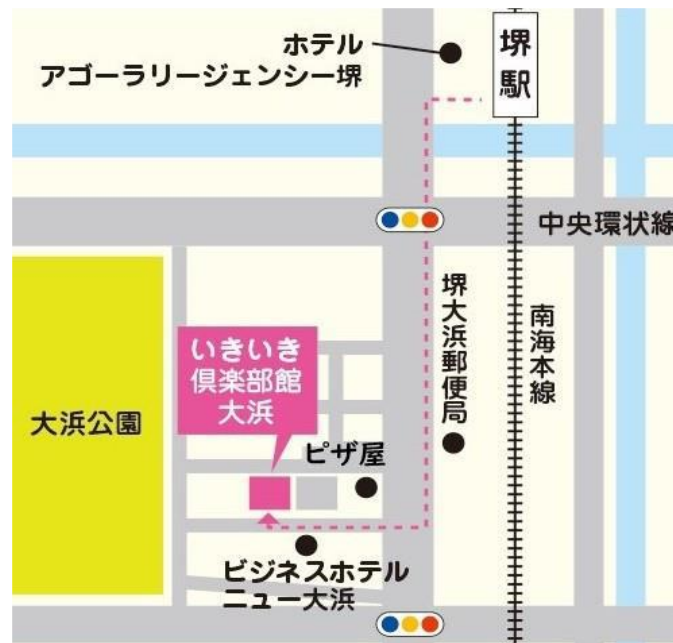 ホテル
アゴーラリージェンシー堺
堺駅
中央環状線
堺大浜郵便局
南海本線
いきいき
倶楽部館
大浜
大浜公園
ピザ屋
ビジネスホテル
ニュー大浜